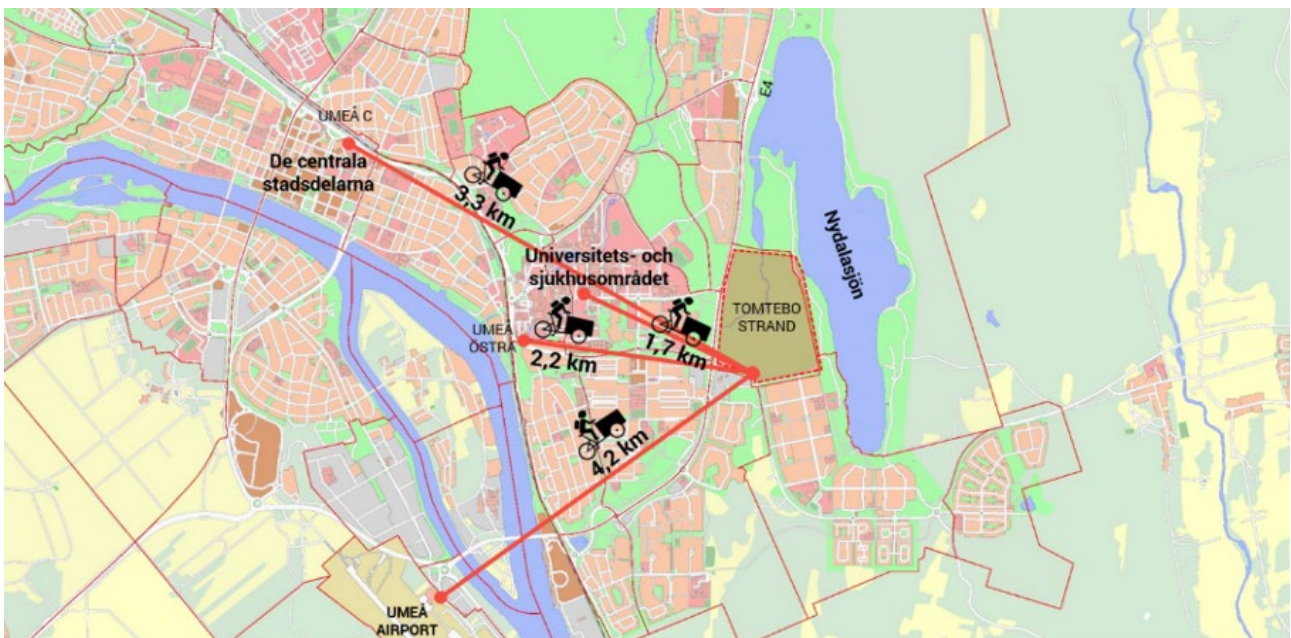 E4
UMEÅ C
De centrala
stadsdelarna
3,3 km
Nydalasjön
Universitets- och
sjukhusområdet
TOMTEBO
STRAND
UMEÅ
ÖSTRA
1,7 km
2,2 km
4,2 km
UMEÅ
AIRPORT